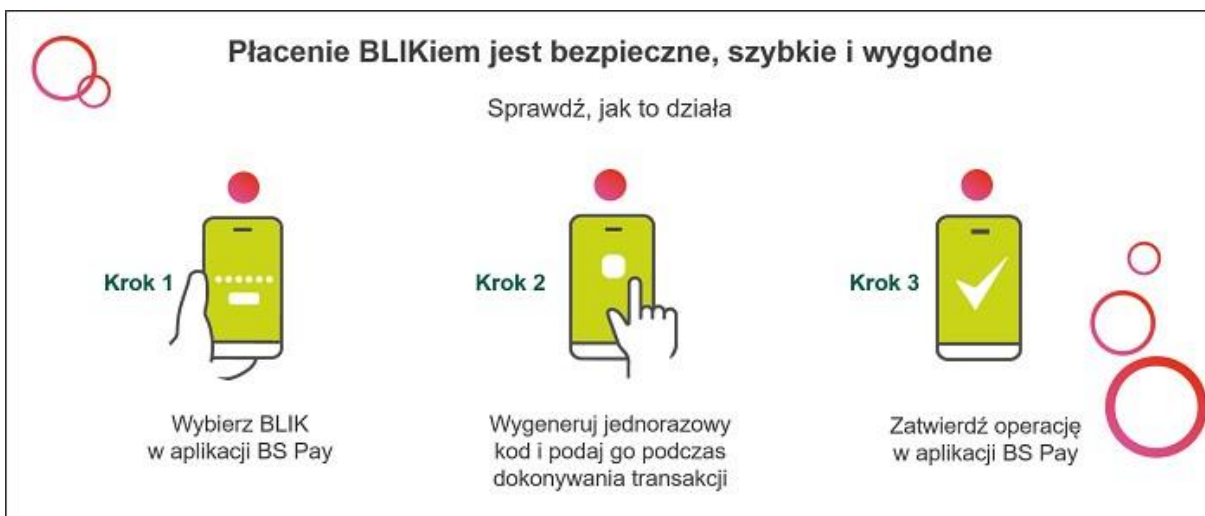 Płacenie BLIKiem jest bezpieczne, szybkie i wygodne
Sprawdź, jak to działa
Krok 1
Wybierz BLIK
w aplikacji BS Pay
Krok 2
Wygeneruj jednorazowy
kod i podaj go podczas
dokonywania transakcji
Krok 3
Zatwierdź operację
w aplikacji BS Pay